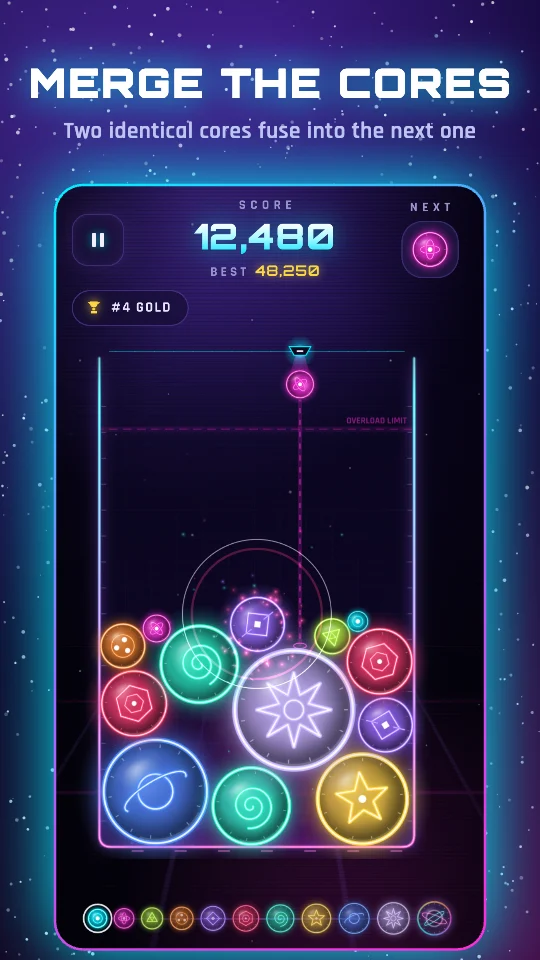 MERGE THE CORES
Two identical cores fuse into the next one
SCORE
NEXT
12,480
BEST 48,250
#4 GOLD
OVERLOAD LIMIT